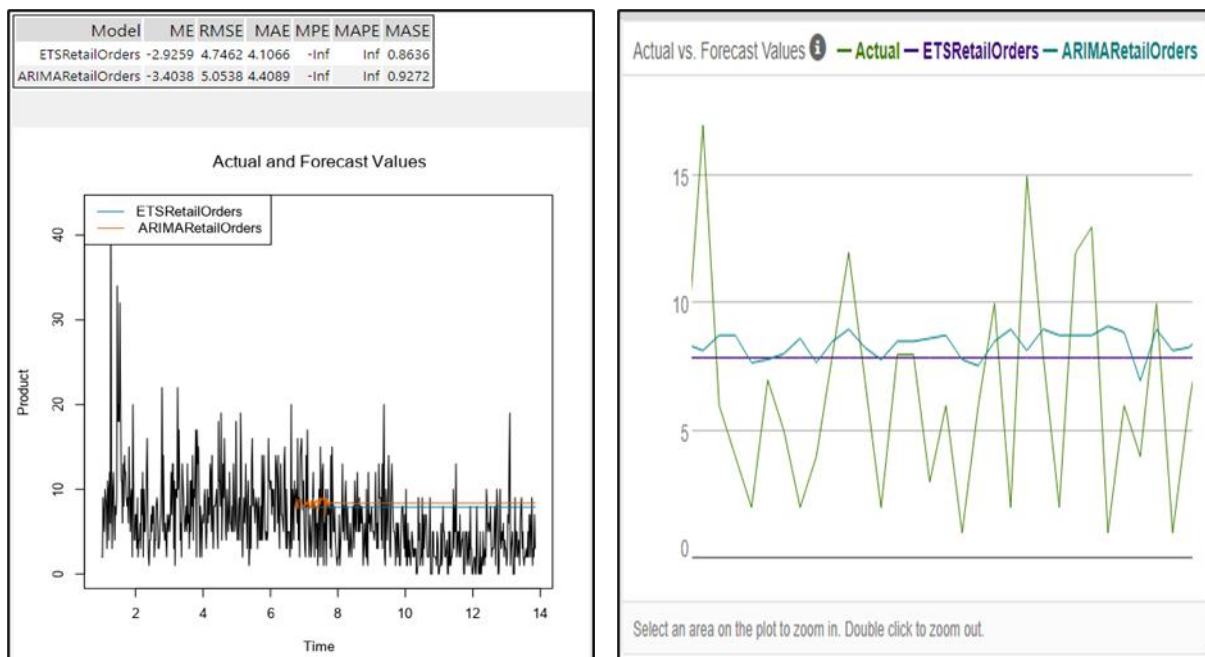 Model ME RMSE MAE MPE MAPE MASE
ETSRetailOrders -2.9259 4.7462 4.1066 -Inf Inf 0.8636
ARIMARetailOrders -3.4038 5.0538 4.4089 -Inf Inf 0.9272
Actual and Forecast Values
ETSRetailOrders
ARIMARetailOrders
40
30
20
10
0
Product
2 4 6 8 10 12 14
Time
Actual vs. Forecast Values i Actual ETSRetailOrders ARIMARetailOrders
15
10
5
0
Select an area on the plot to zoom in. Double click to zoom out.